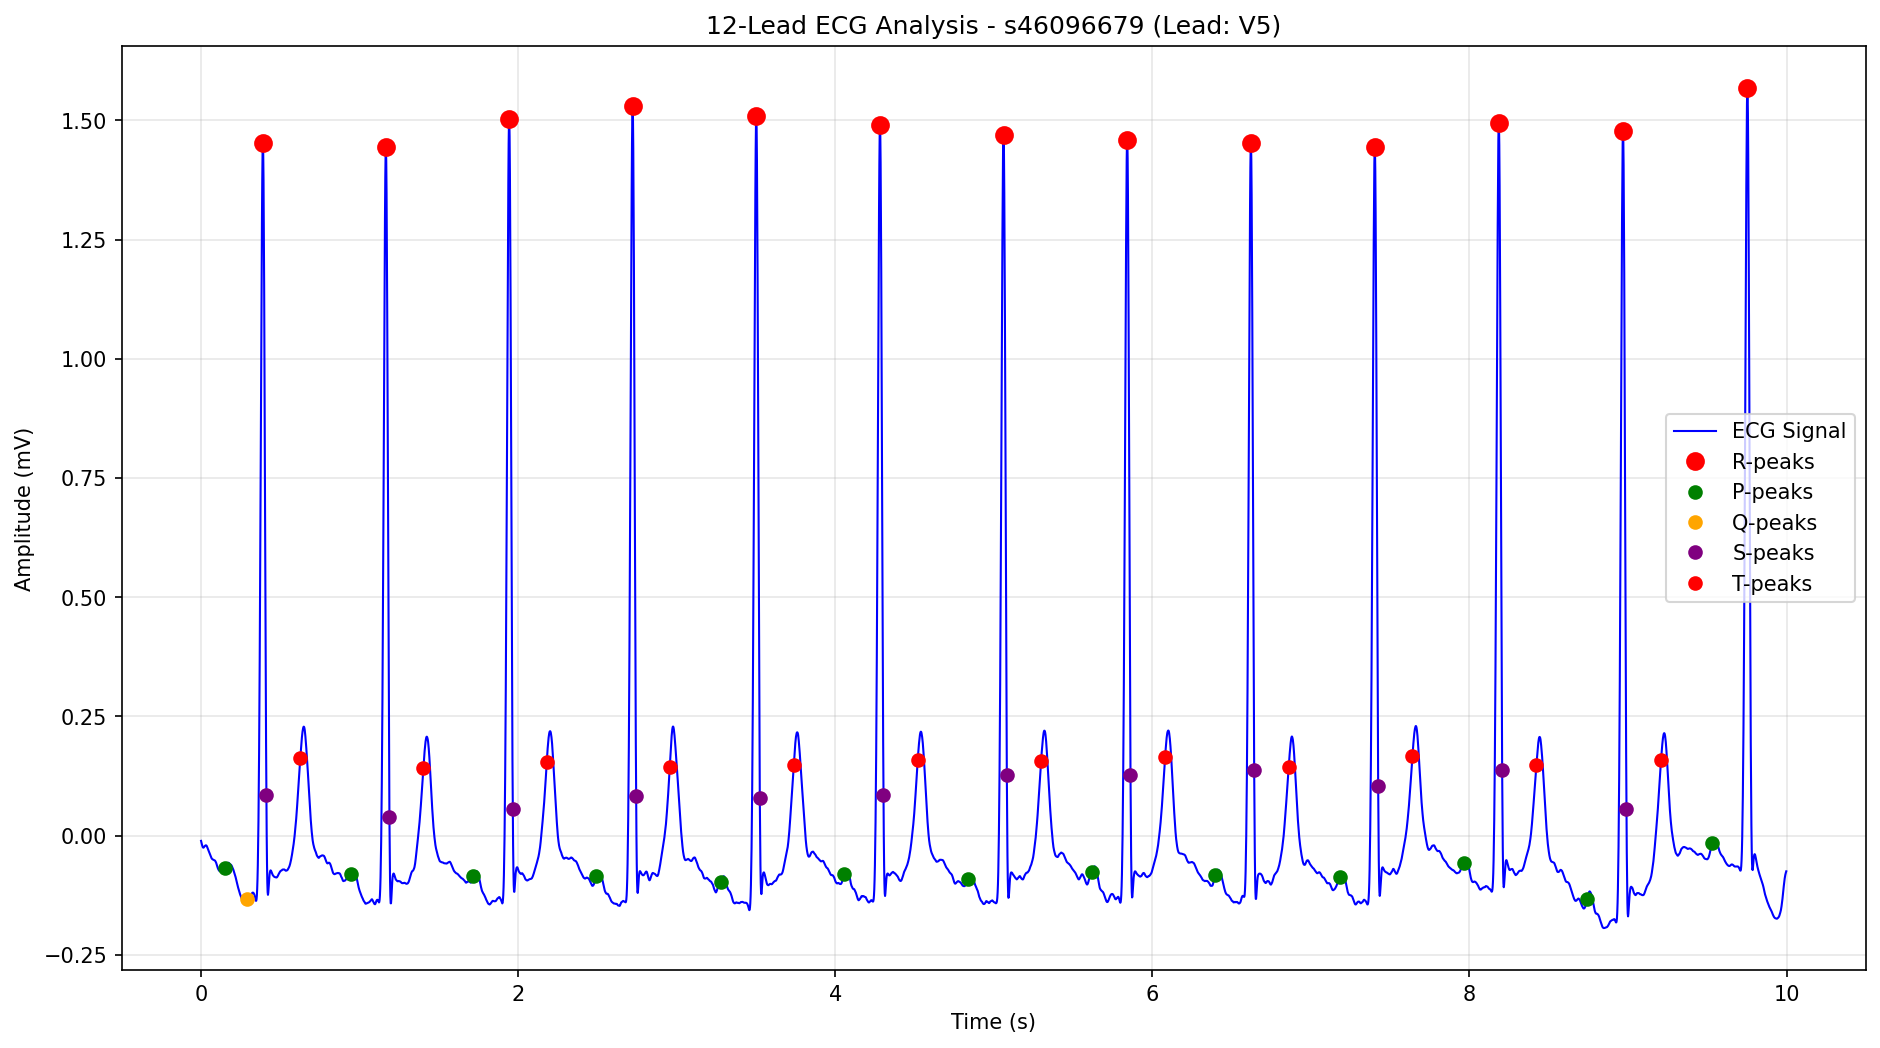 12-Lead ECG Analysis - s46096679 (Lead: V5)
Amplitude (mV)
1.50
1.25
1.00
0.75
0.50
0.25
0.00
−0.25
ECG Signal
R-peaks
P-peaks
Q-peaks
S-peaks
T-peaks
0 2 4 6 8 10
Time (s)